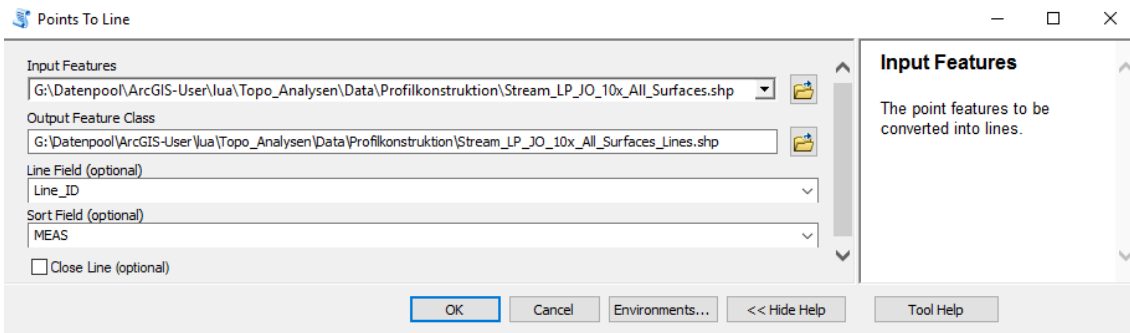 Points To Line
Input Features
G:\Datenpool\ArcGIS-User\lua\Topo_Analysen\Data\Profilkonstruktion\Stream_LP_JO_10x_All_Surfaces.shp
Output Feature Class
G:\Datenpool\ArcGIS-User\lua\Topo_Analysen\Data\Profilkonstruktion\Stream_LP_JO_10x_All_Surfaces_Lines.shp
Line Field (optional)
Line_ID
Sort Field (optional)
MEAS
Close Line (optional)
OK
Cancel
Environments...
<< Hide Help
Input Features
The point features to be
converted into lines.
Tool Help